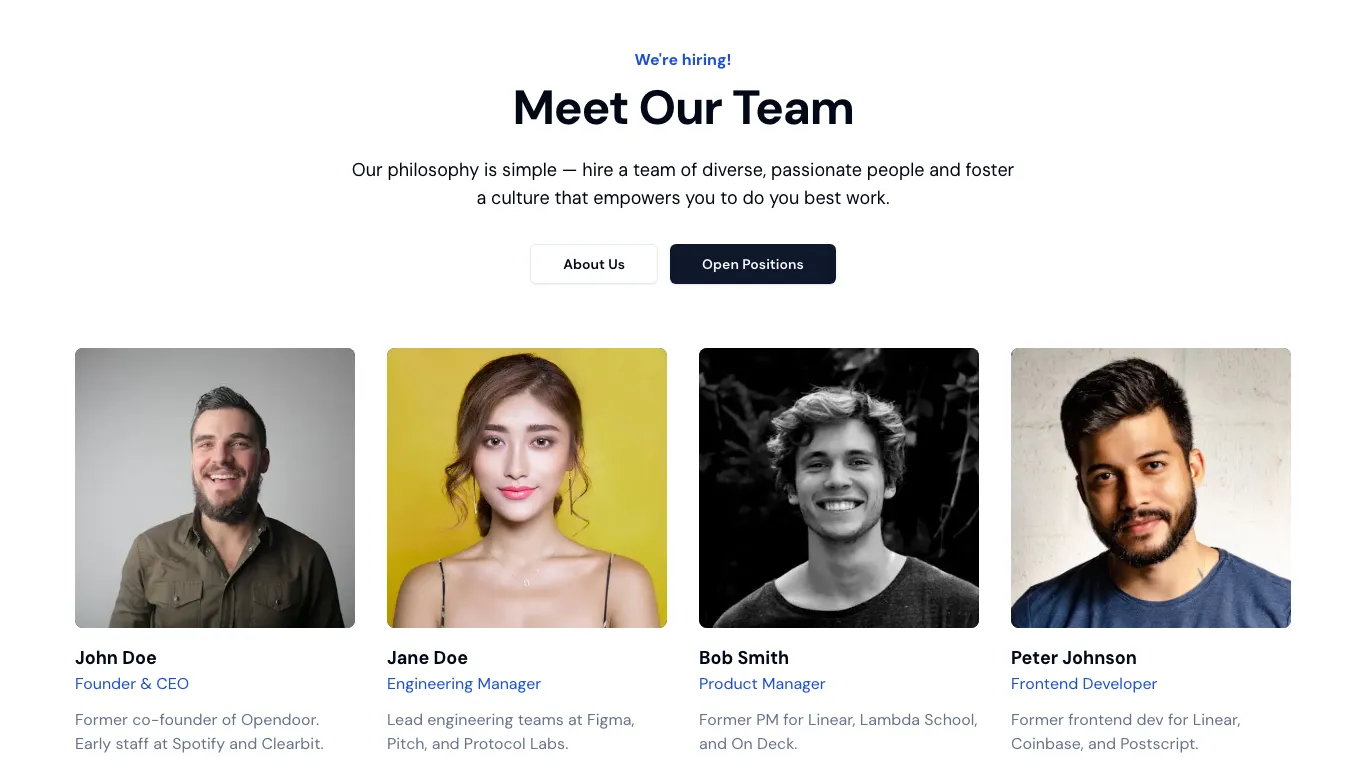 We're hiring!
Meet Our Team
Our philosophy is simple — hire a team of diverse, passionate people and foster
a culture that empowers you to do you best work.
About Us
Open Positions
John Doe
Founder & CEO
Former co-founder of Opendoor.
Early staff at Spotify and Clearbit.
Jane Doe
Engineering Manager
Lead engineering teams at Figma,
Pitch, and Protocol Labs.
Bob Smith
Product Manager
Former PM for Linear, Lambda School,
and On Deck.
Peter Johnson
Frontend Developer
Former frontend dev for Linear,
Coinbase, and Postscript.